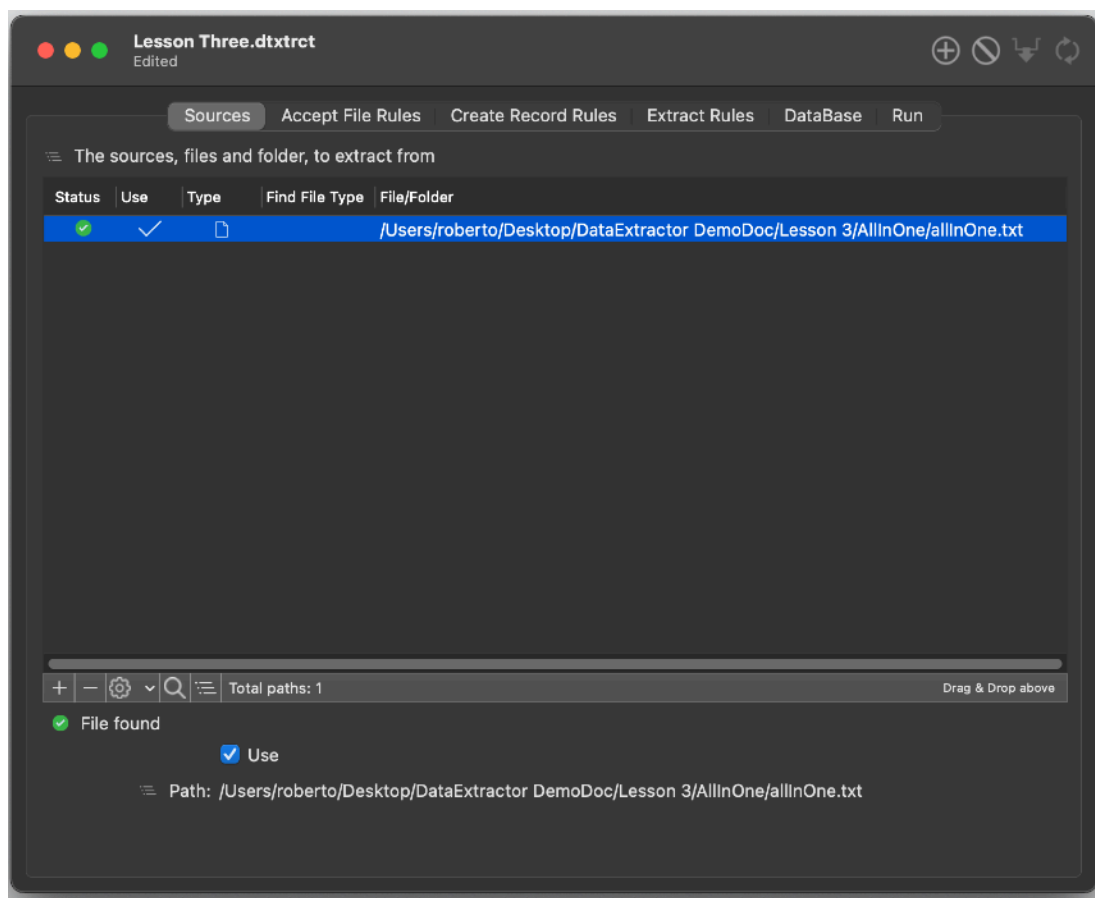 Lesson Three.dtxtrct
Edited
Sources Accept File Rules Create Record Rules Extract Rules DataBase Run
The sources, files and folder, to extract from
Status Use Type Find File Type File/Folder
/Users/roberto/Desktop/DataExtractor DemoDoc/Lesson 3/AllInOne/allInOne.txt
Total paths: 1 Drag & Drop above
File found
Use
Path: /Users/roberto/Desktop/DataExtractor DemoDoc/Lesson 3/AllInOne/allInOne.txt